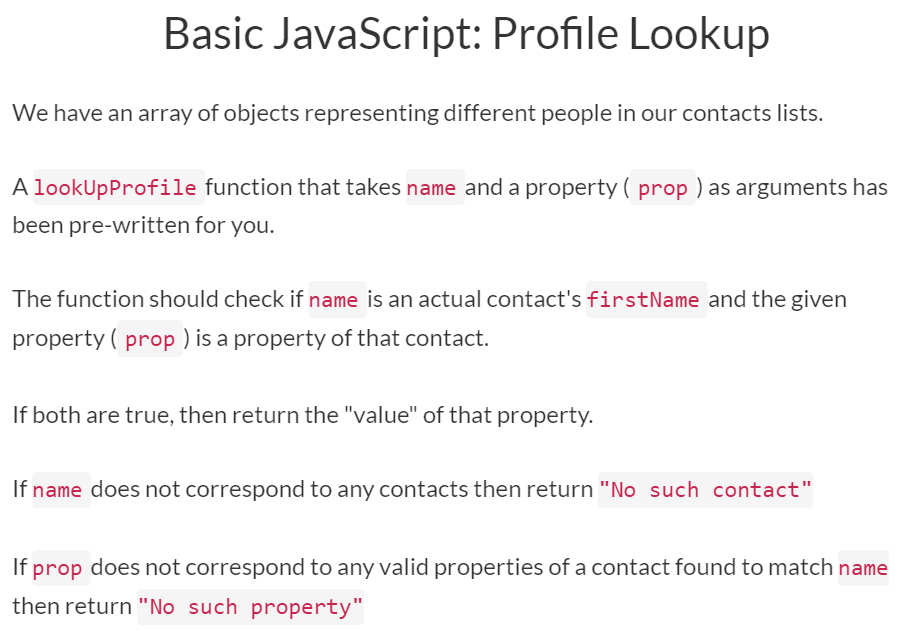 Basic JavaScript: Profile Lookup
We have an array of objects representing different people in our contacts lists.
A lookUpProfile function that takes name and a property ( prop ) as arguments has
been pre-written for you.
The function should check if name is an actual contact's firstName and the given
property ( prop ) is a property of that contact.
If both are true, then return the "value" of that property.
If name does not correspond to any contacts then return "No such contact"
If prop does not correspond to any valid properties of a contact found to match name
then return "No such property"